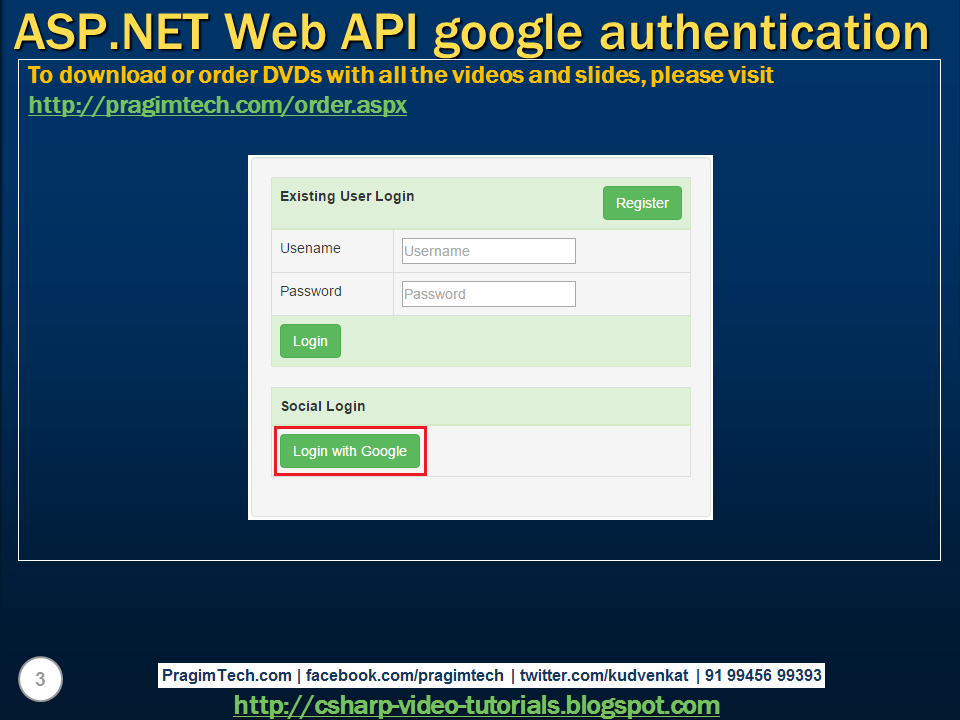 ASP.NET Web API google authentication
To download or order DVDs with all the videos and slides, please visit
http://pragimtech.com/order.aspx
Existing User Login
Register
Usename
Username
Password
Password
Login
Social Login
Login with Google
3
PragimTech.com | facebook.com/pragimtech | twitter.com/kudvenkat | 91 99456 99393
http://csharp-video-tutorials.blogspot.com